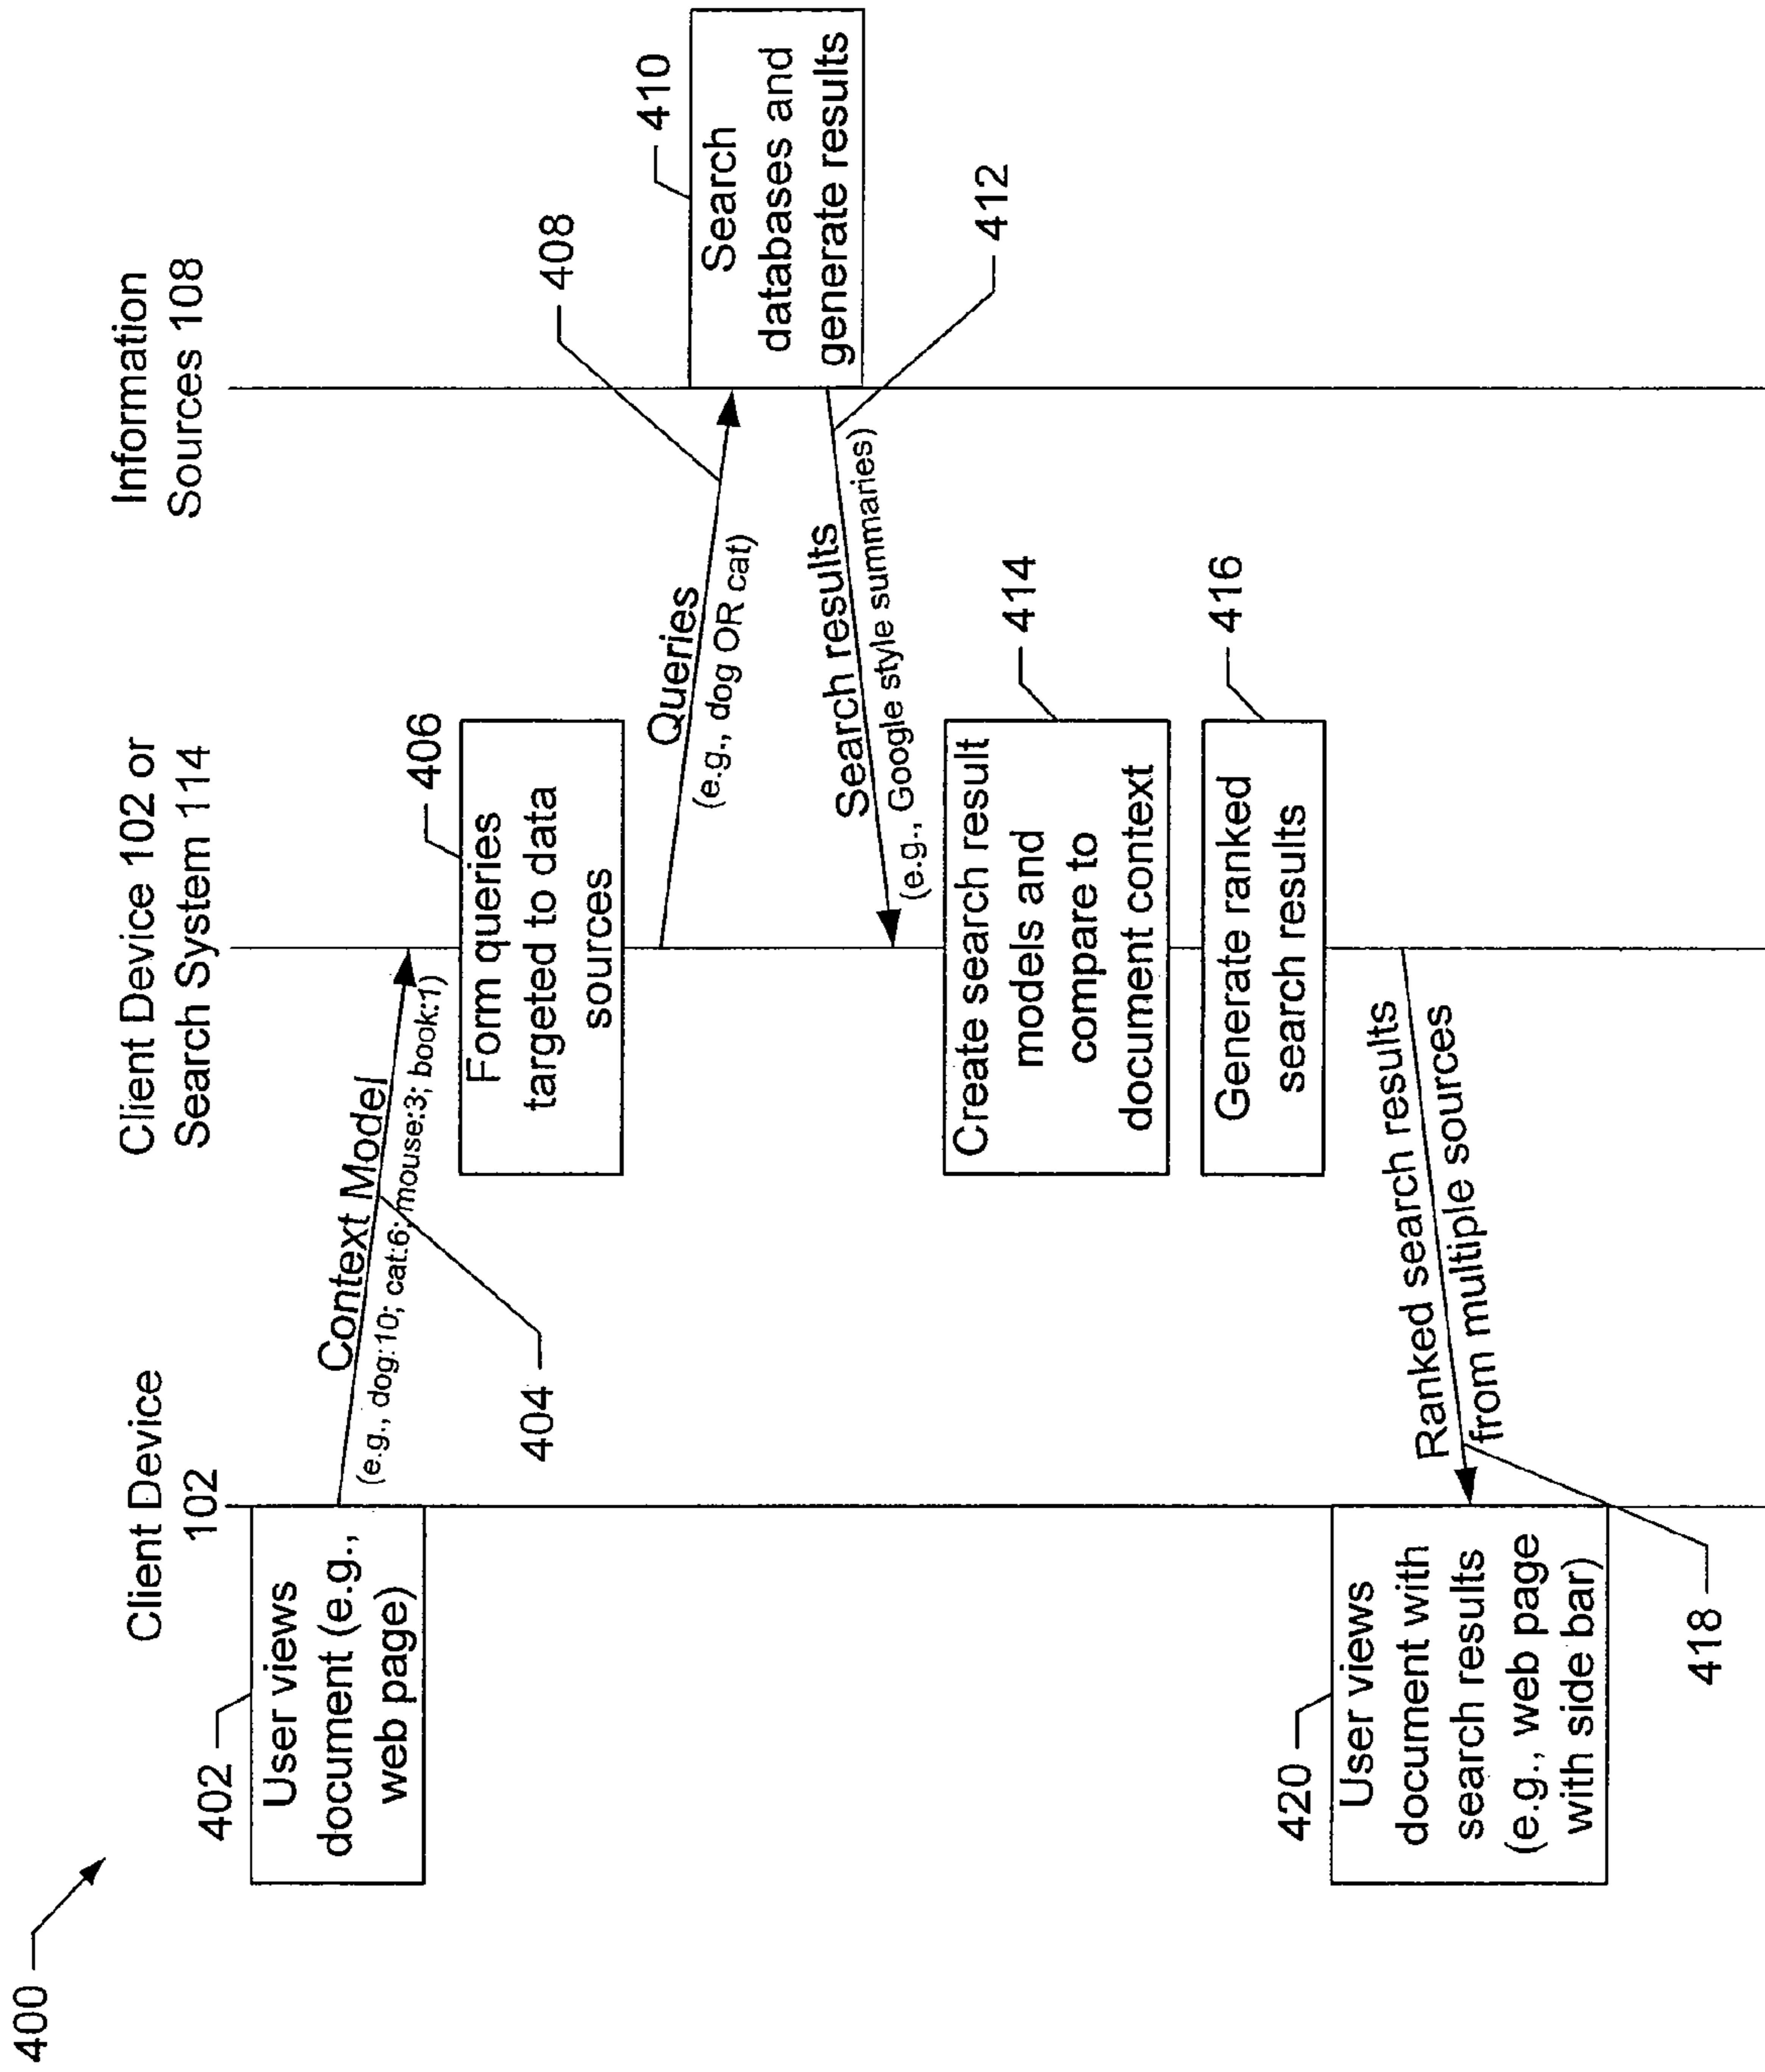 400
Client Device
102
Client Device 102 or
Search System 114
Information
Sources 108
402
User views
document (e.g.,
web page)
Context Model
(e.g., dog:10; cat:6; mouse:3; book:1)
404
406
Form queries
targeted to data
sources
Queries
(e.g., dog OR cat)
408
410
Search
databases and
generate results
Search results
(e.g., Google style summaries)
412
Create search result
models and
compare to
document context
414
Generate ranked
search results
416
Ranked search results
from multiple sources
418
420
User views
document with
search results
(e.g., web page
with side bar)